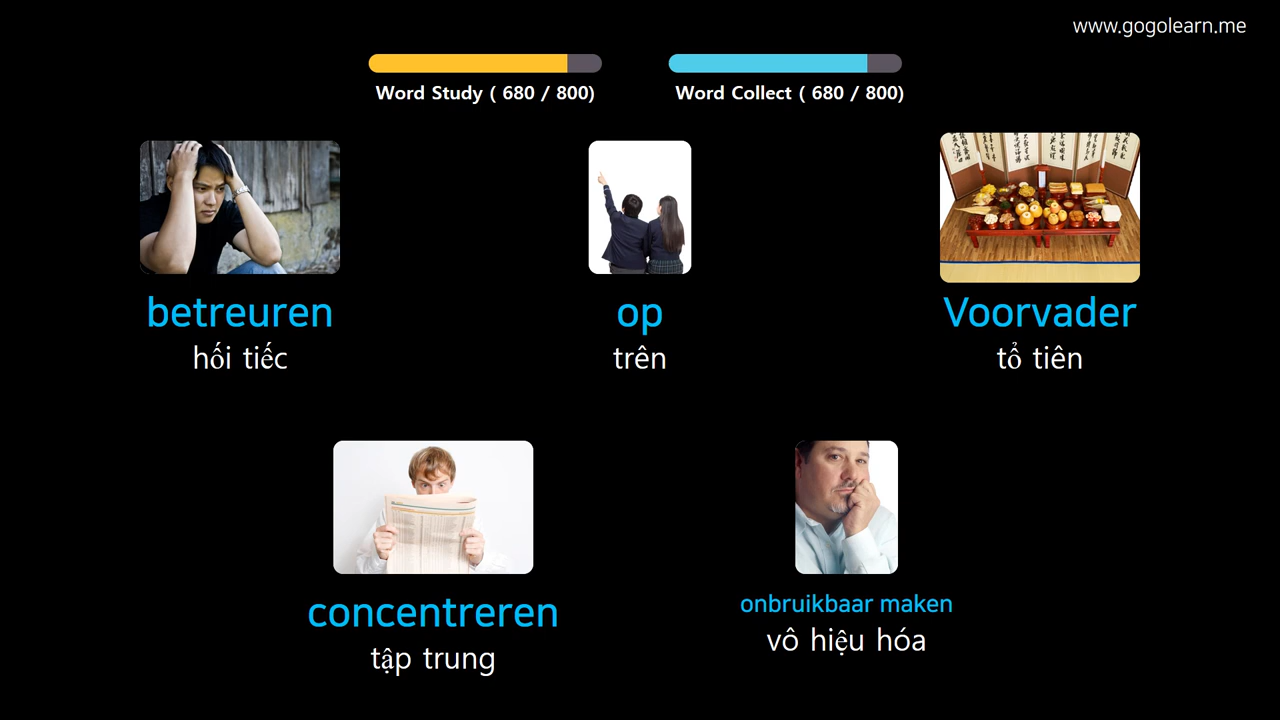 www.gogolearn.me
Word Study ( 680 / 800)
Word Collect ( 680 / 800)
betreuren
hối tiếc
op
trên
Voorvader
tổ tiên
concentreren
tập trung
onbruikbaar maken
vô hiệu hóa